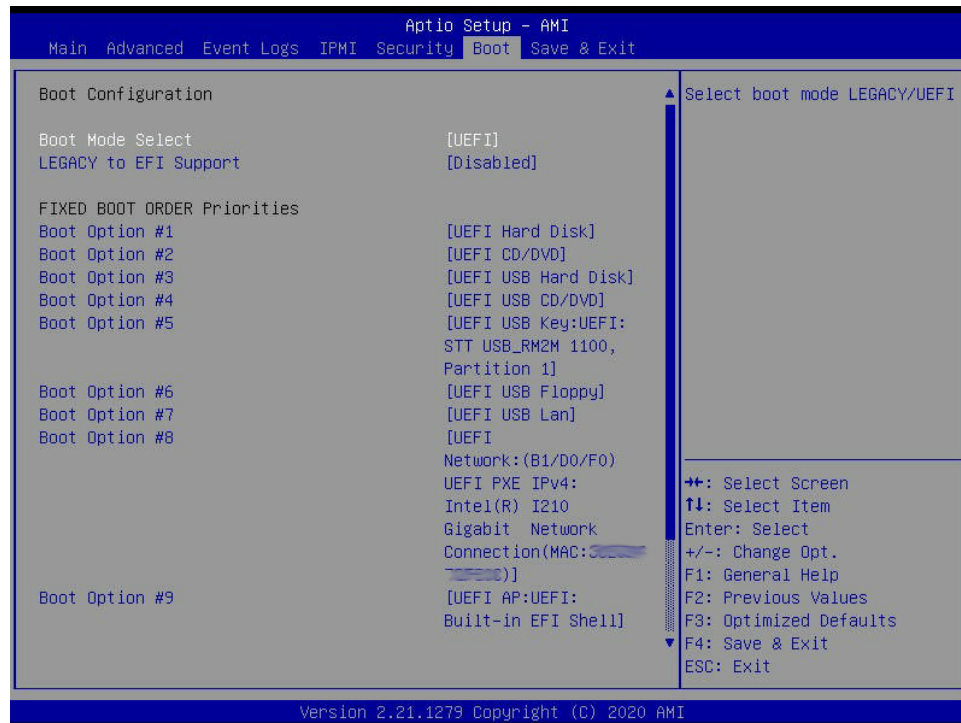 Aptio Setup – AMI
Main Advanced Event Logs IPMI Security Boot Save & Exit
Boot Configuration
Boot Mode Select [UEFI]
LEGACY to EFI Support [Disabled]
FIXED BOOT ORDER Priorities
Boot Option #1 [UEFI Hard Disk]
Boot Option #2 [UEFI CD/DVD]
Boot Option #3 [UEFI USB Hard Disk]
Boot Option #4 [UEFI USB CD/DVD]
Boot Option #5 [UEFI USB Key:UEFI:
STT USB_RM2M 1100,
Partition 1]
Boot Option #6 [UEFI USB Floppy]
Boot Option #7 [UEFI USB Lan]
Boot Option #8 [UEFI
Network:(B1/D0/F0)
UEFI PXE IPv4:
Intel(R) I210
Gigabit Network
Connection(MAC:
)]
Boot Option #9 [UEFI AP:UEFI:
Built-in EFI Shell]
Select boot mode LEGACY/UEFI
→←: Select Screen
↑↓: Select Item
Enter: Select
+/-: Change Opt.
F1: General Help
F2: Previous Values
F3: Optimized Defaults
F4: Save & Exit
ESC: Exit
Version 2.21.1279 Copyright (C) 2020 AMI